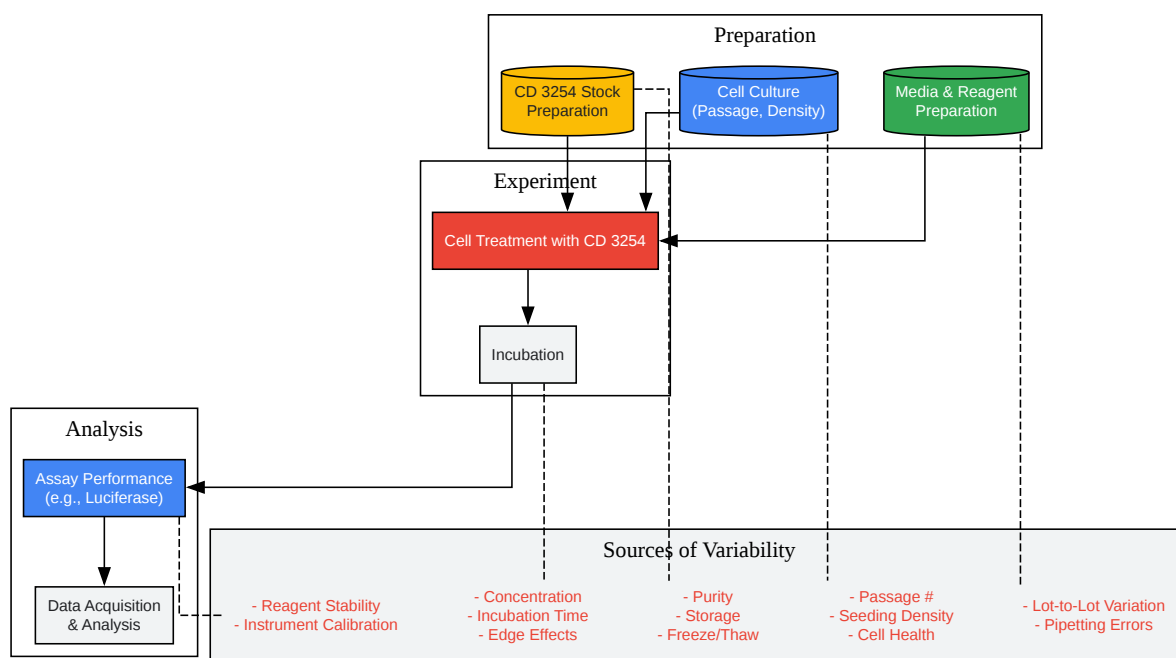 Preparation
CD 3254 Stock
Preparation
Cell Culture
(Passage, Density)
Media & Reagent
Preparation
Experiment
Cell Treatment with CD 3254
Incubation
Analysis
Assay Performance
(e.g., Luciferase)
Data Acquisition
& Analysis
Sources of Variability
- Reagent Stability
- Instrument Calibration
- Concentration
- Incubation Time
- Edge Effects
- Purity
- Storage
- Freeze/Thaw
- Passage #
- Seeding Density
- Cell Health
- Lot-to-Lot Variation
- Pipetting Errors